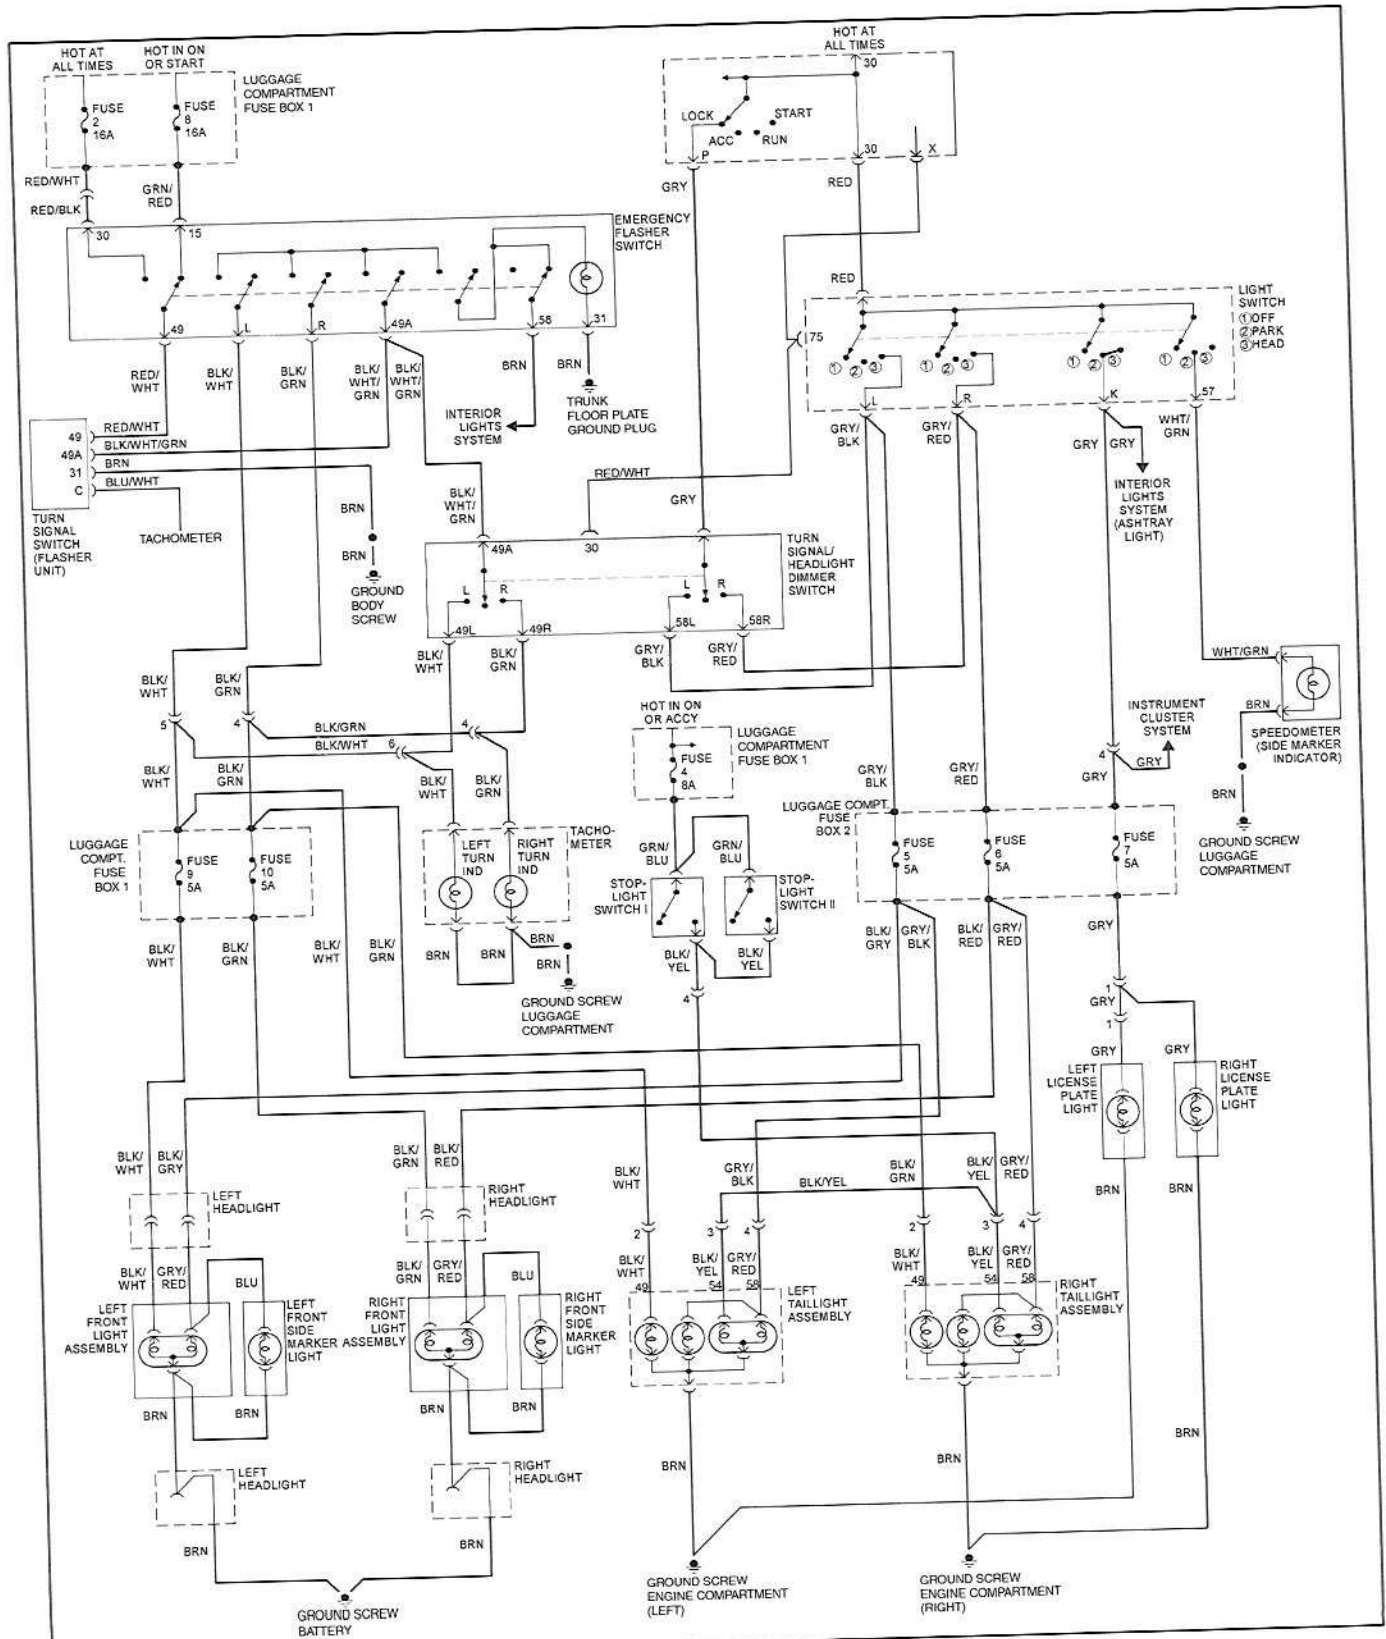 HOT AT
ALL TIMES
HOT IN ON
OR START
HOT AT
ALL TIMES
FUSE
2
16A
FUSE
8
16A
LUGGAGE
COMPARTMENT
FUSE BOX 1
30
LOCK
START
ACC
RUN
P
30
X
RED/WHT
GRN/
RED
GRY
RED
RED/BLK
30
15
EMERGENCY
FLASHER
SWITCH
RED
LIGHT
SWITCH
①OFF
②PARK
③HEAD
49
L
R
49A
58
31
75
① ② ③
① ② ③
① ② ③
① ② ③
L
R
K
57
RED/
WHT
BLK/
WHT
BLK/
GRN
BLK/
WHT/
GRN
BLK/
WHT/
GRN
BRN
BRN
TRUNK
FLOOR PLATE
GROUND PLUG
INTERIOR
LIGHTS
SYSTEM
GRY/
BLK
GRY/
RED
GRY
GRY
WHT/
GRN
49
RED/WHT
49A
BLK/WHT/GRN
31
BRN
C
BLU/WHT
TURN
SIGNAL
SWITCH
(FLASHER
UNIT)
TACHOMETER
BRN
BRN
GROUND
BODY
SCREW
BLK/
WHT/
GRN
RED/WHT
GRY
INTERIOR
LIGHTS
SYSTEM
(ASHTRAY
LIGHT)
49A
30
TURN
SIGNAL/
HEADLIGHT
DIMMER
SWITCH
L
R
L
R
49L
49R
58L
58R
BLK/
WHT
BLK/
GRN
GRY/
BLK
GRY/
RED
BLK/
WHT
BLK/
GRN
5
4
BLK/GRN
4
BLK/WHT
6
HOT IN ON
OR ACCY
FUSE
4
8A
LUGGAGE
COMPARTMENT
FUSE BOX 1
WHT/GRN
BRN
SPEEDOMETER
(SIDE MARKER
INDICATOR)
INSTRUMENT
CLUSTER
SYSTEM
4
GRY
GRY
BRN
GROUND SCREW
LUGGAGE
COMPARTMENT
BLK/
WHT
BLK/
GRN
BLK/
WHT
BLK/
GRN
GRY/
BLK
GRY/
RED
LUGGAGE
COMPT.
FUSE
BOX 1
FUSE
9
5A
FUSE
10
5A
LEFT
TURN
IND
RIGHT
TURN
IND
TACHO-
METER
GRN/
BLU
GRN/
BLU
STOP-
LIGHT
SWITCH I
STOP-
LIGHT
SWITCH II
LUGGAGE COMPT.
FUSE
BOX 2
FUSE
5
5A
FUSE
6
5A
FUSE
7
5A
BLK/
WHT
BLK/
GRN
BLK/
WHT
BLK/
GRN
BRN
BRN
BRN
BRN
GROUND SCREW
LUGGAGE
COMPARTMENT
BLK/
YEL
BLK/
YEL
4
BLK/
GRY
GRY/
BLK
BLK/
RED
GRY/
RED
GRY
1
GRY
1
GRY
GRY
LEFT
LICENSE
PLATE
LIGHT
RIGHT
LICENSE
PLATE
LIGHT
BLK/
WHT
BLK/
GRY
BLK/
GRN
BLK/
RED
BLK/
WHT
GRY/
BLK
BLK/YEL
BLK/
GRN
BLK/
YEL
GRY/
RED
BRN
BRN
LEFT
HEADLIGHT
RIGHT
HEADLIGHT
2
3
4
2
3
4
BLK/
WHT
GRY/
RED
BLU
BLK/
GRN
GRY/
RED
BLU
BLK/
WHT
BLK/
YEL
GRY/
RED
BLK/
WHT
BLK/
YEL
GRY/
RED
49
54
58
49
54
58
LEFT
FRONT
LIGHT
ASSEMBLY
LEFT
FRONT
SIDE
MARKER
LIGHT
RIGHT
FRONT
LIGHT
ASSEMBLY
RIGHT
FRONT
SIDE
MARKER
LIGHT
LEFT
TAILLIGHT
ASSEMBLY
RIGHT
TAILLIGHT
ASSEMBLY
BRN
BRN
BRN
BRN
BRN
BRN
BRN
LEFT
HEADLIGHT
RIGHT
HEADLIGHT
BRN
BRN
GROUND SCREW
BATTERY
GROUND SCREW
ENGINE COMPARTMENT
(LEFT)
GROUND SCREW
ENGINE COMPARTMENT
(RIGHT)